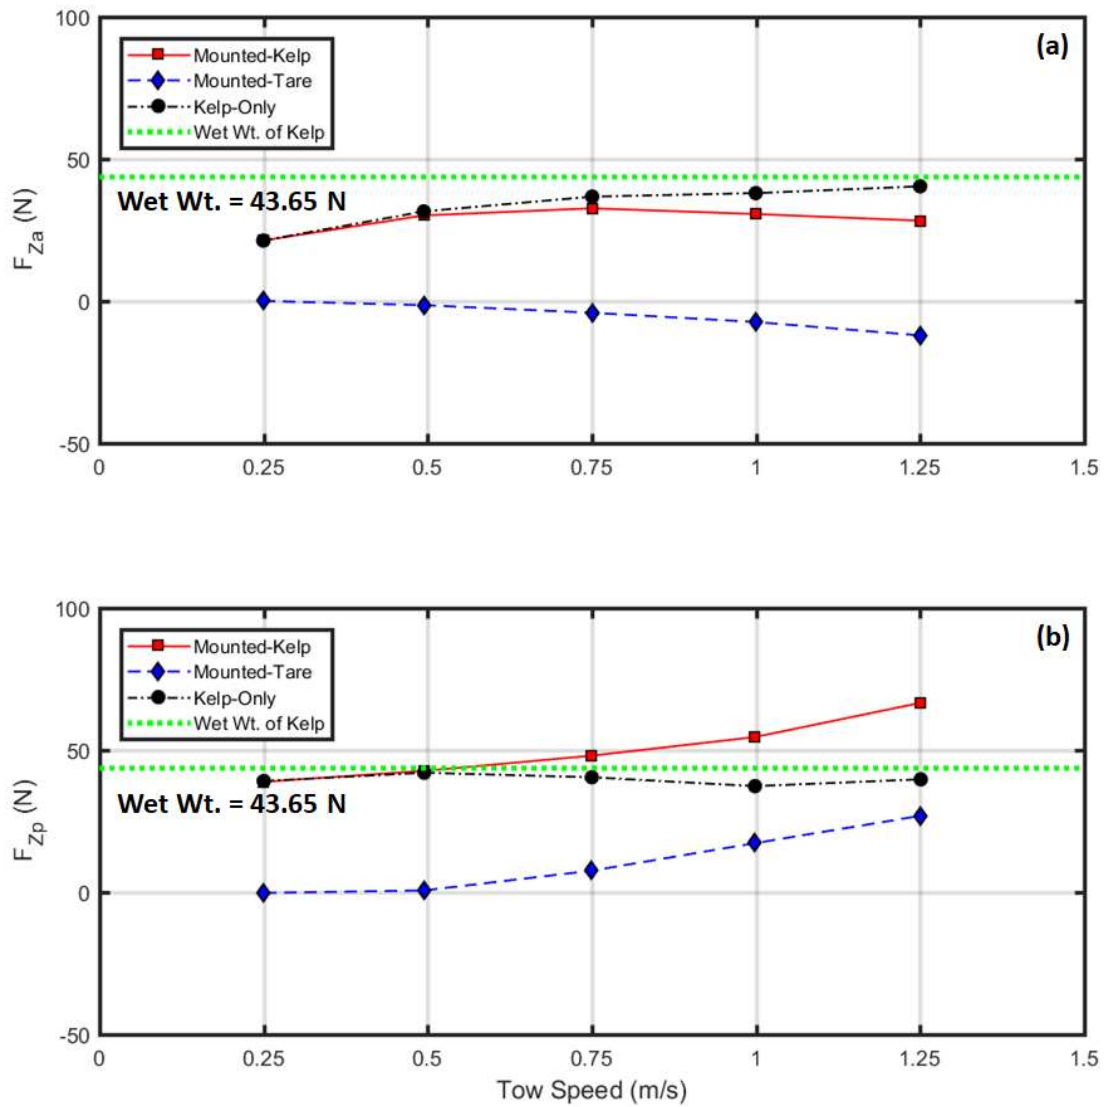 100
(a)
Mounted-Kelp
Mounted-Tare
Kelp-Only
Wet Wt. of Kelp
50
Wet Wt. = 43.65 N
F_Za (N)
0
-50
0 0.25 0.5 0.75 1 1.25 1.5
100
(b)
Mounted-Kelp
Mounted-Tare
Kelp-Only
Wet Wt. of Kelp
50
Wet Wt. = 43.65 N
F_Zp (N)
0
-50
0 0.25 0.5 0.75 1 1.25 1.5
Tow Speed (m/s)